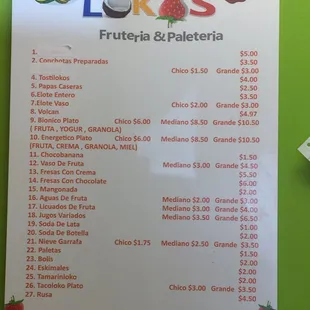 LOKOS
Fruteria & Paleteria
1. $5.00
2. Conchotas Preparadas $3.50
Chico $1.50 Grande $3.00
4. Tostilokos $4.00
5. Papas Caseras $2.50
6.Elote Entero $3.50
7.Elote Vaso Chico $2.00 Grande $3.00
8. Volcan $4.97
9. Bionico Plato Chico $6.00 Mediano $8.50 Grande $10.50
( FRUTA, YOGUR , GRANOLA)
10. Energetico Plato Chico $6.00 Mediano $8.50 Grande $10.50
(FRUTA, CREMA , GRANOLA, MIEL)
11. Chocobanana $1.50
12. Vaso De Fruta Mediano $3.00 Grande $4.50
13. Fresas Con Crema $5.50
14. Fresas Con Chocolate $6.00
15. Mangonada $2.00
16. Aguas De Fruta Mediano $2.00 Grande $3.00
17. Licuados De Fruta Mediano $3.00 Grande $4.00
18. Jugos Variados Mediano $3.50 Grande $6.50
19. Soda De Lata $1.00
20. Soda De Botella $2.00
21. Nieve Garrafa Chico $1.75 Mediano $2.50 Grande $3.50
22. Paletas $1.50
23. Bolis $2.00
24. Eskimales $2.00
25. Tamarinioko $2.00
26. Tacoloko Plato Chico $3.00 Grande $3.50
27. Rusa $4.50